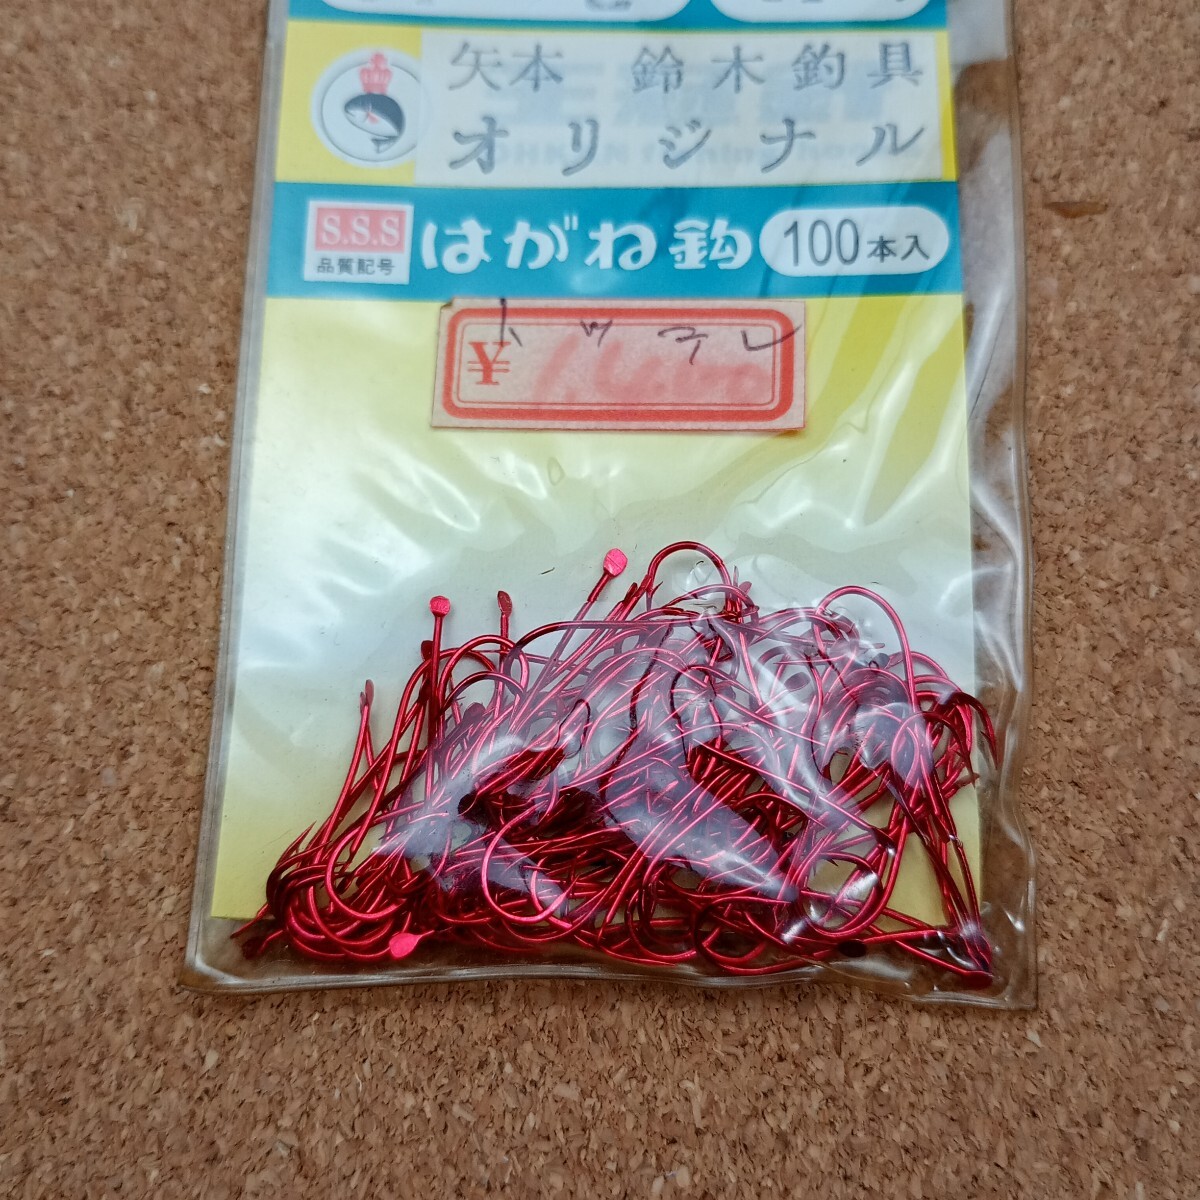 矢本 鈴木釣具
オリジナル
S.S.S
品質記号
はがね鈎
100本入
¥